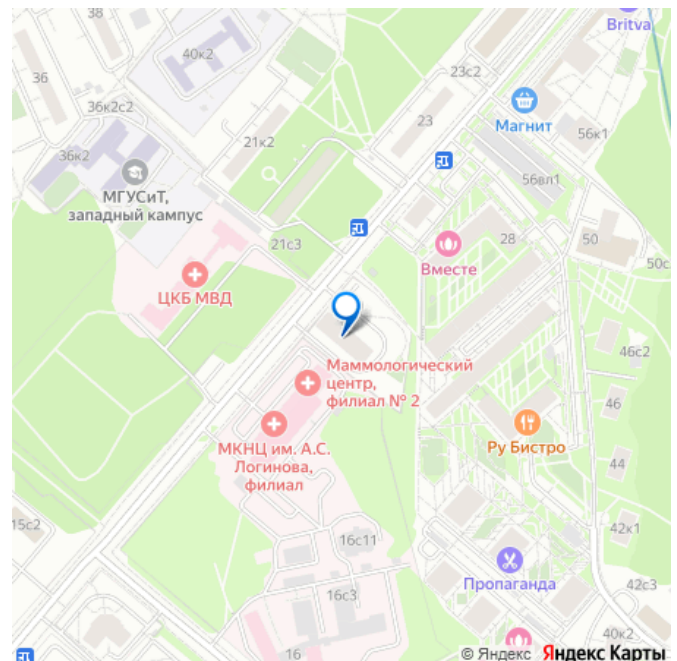 38
Britva
40к2
36
23с2
36к2с2
Магнит
23
56к1
21к2
36к2
56вл1
МГУСиТ,
западный кампус
28
50
21с3
Вместе
50с
ЦКБ МВД
46с2
Маммологический
центр,
филиал № 2
46
Ру Бистро
МКНЦ им. А.С.
Логинова,
филиал
44
15с2
42к1
16с11
Пропаганда
42с3
16с3
40к2
16
© Яндекс Яндекс Карты